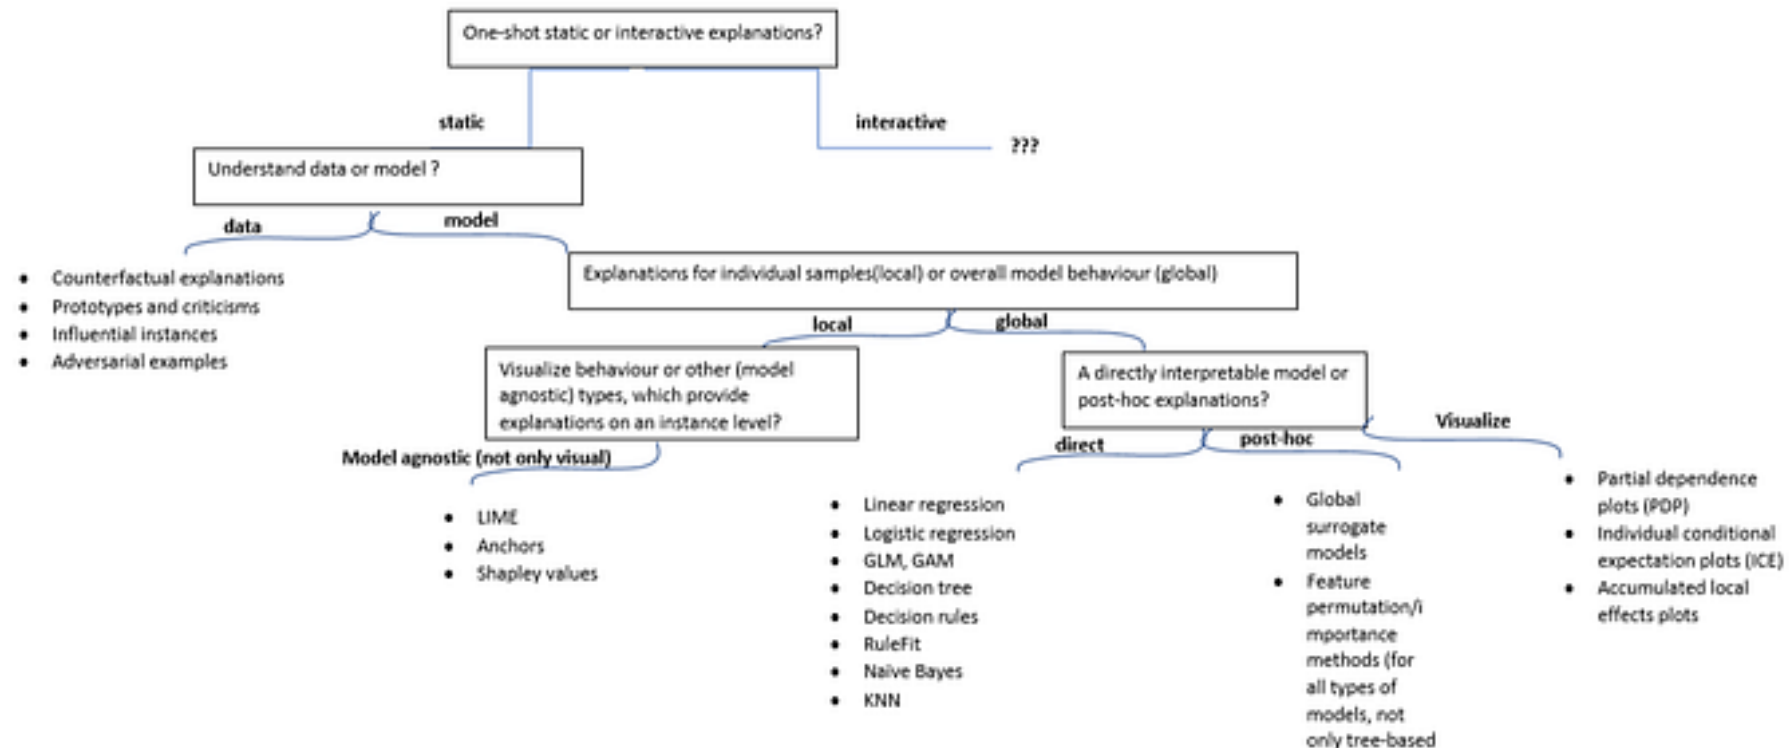 One-shot static or interactive explanations?
static
interactive
???
Understand data or model ?
data
model
Counterfactual explanations
Prototypes and criticisms
Influential instances
Adversarial examples
Explanations for individual samples(local) or overall model behaviour (global)
local
global
Visualize behaviour or other (model
agnostic) types, which provide
explanations on an instance level?
A directly interpretable model or
post-hoc explanations?
Model agnostic (not only visual)
direct
post-hoc
Visualize
LIME
Anchors
Shapley values
Linear regression
Logistic regression
GLM, GAM
Decision tree
Decision rules
RuleFit
Naïve Bayes
KNN
Global
surrogate
models
Feature
permutation/i
mportance
methods (for
all types of
models, not
only tree-based
Partial dependence
plots (PDP)
Individual conditional
expectation plots (ICE)
Accumulated local
effects plots